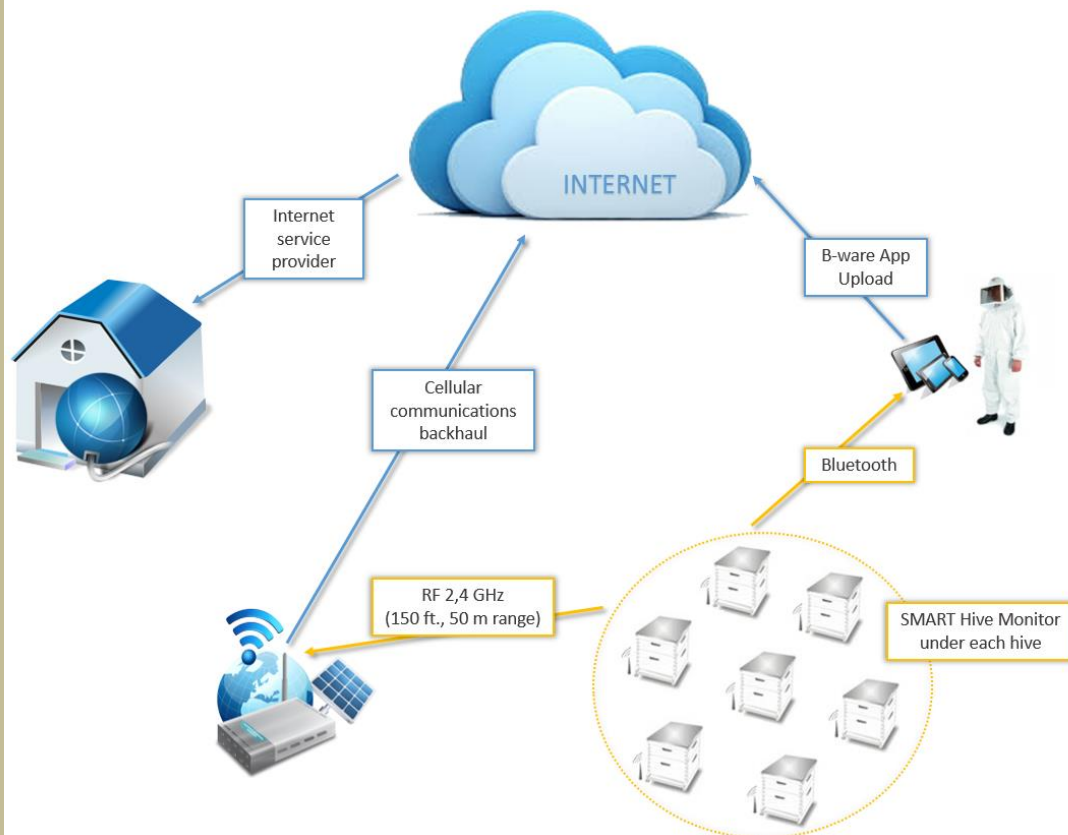 INTERNET
Internet
service
provider
B-ware App
Upload
Cellular
communications
backhaul
Bluetooth
RF 2,4 GHz
(150 ft., 50 m range)
SMART Hive Monitor
under each hive